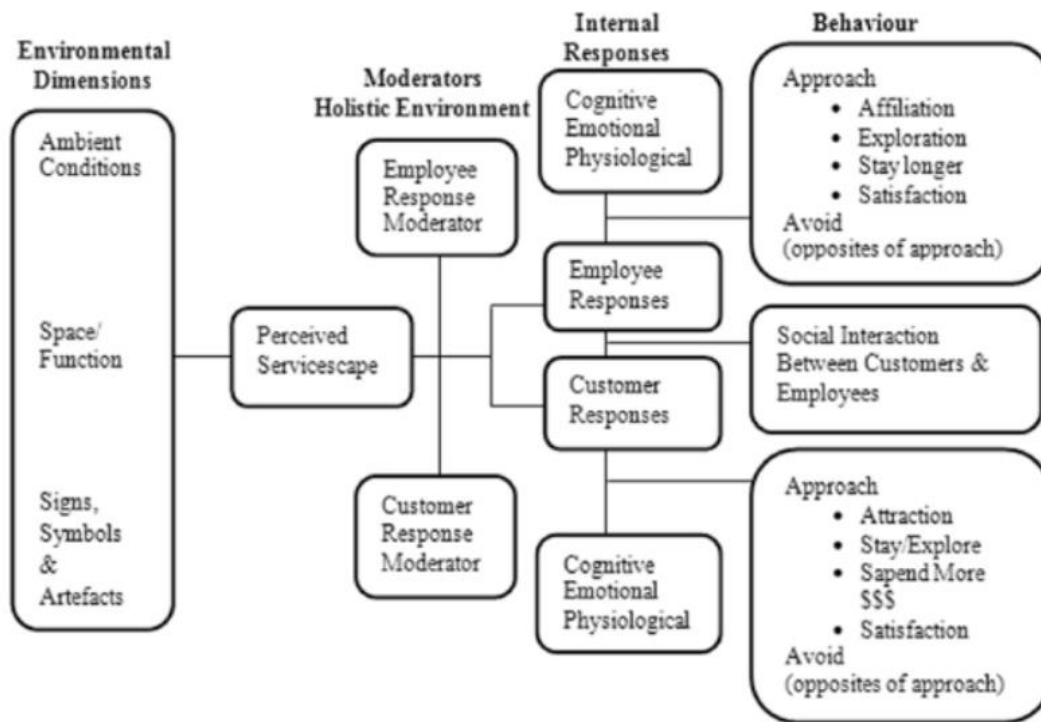 Environmental
Dimensions
Ambient
Conditions
Space/
Function
Signs,
Symbols
&
Artefacts
Perceived
Servicescape
Moderators
Holistic Environment
Employee
Response
Moderator
Customer
Response
Moderator
Internal
Responses
Cognitive
Emotional
Physiological
Employee
Responses
Customer
Responses
Cognitive
Emotional
Physiological
Behaviour
Approach
• Affiliation
• Exploration
• Stay longer
• Satisfaction
Avoid
(opposites of approach)
Social Interaction
Between Customers &
Employees
Approach
• Attraction
• Stay/Explore
• Sapend More
$$$
• Satisfaction
Avoid
(opposites of approach)